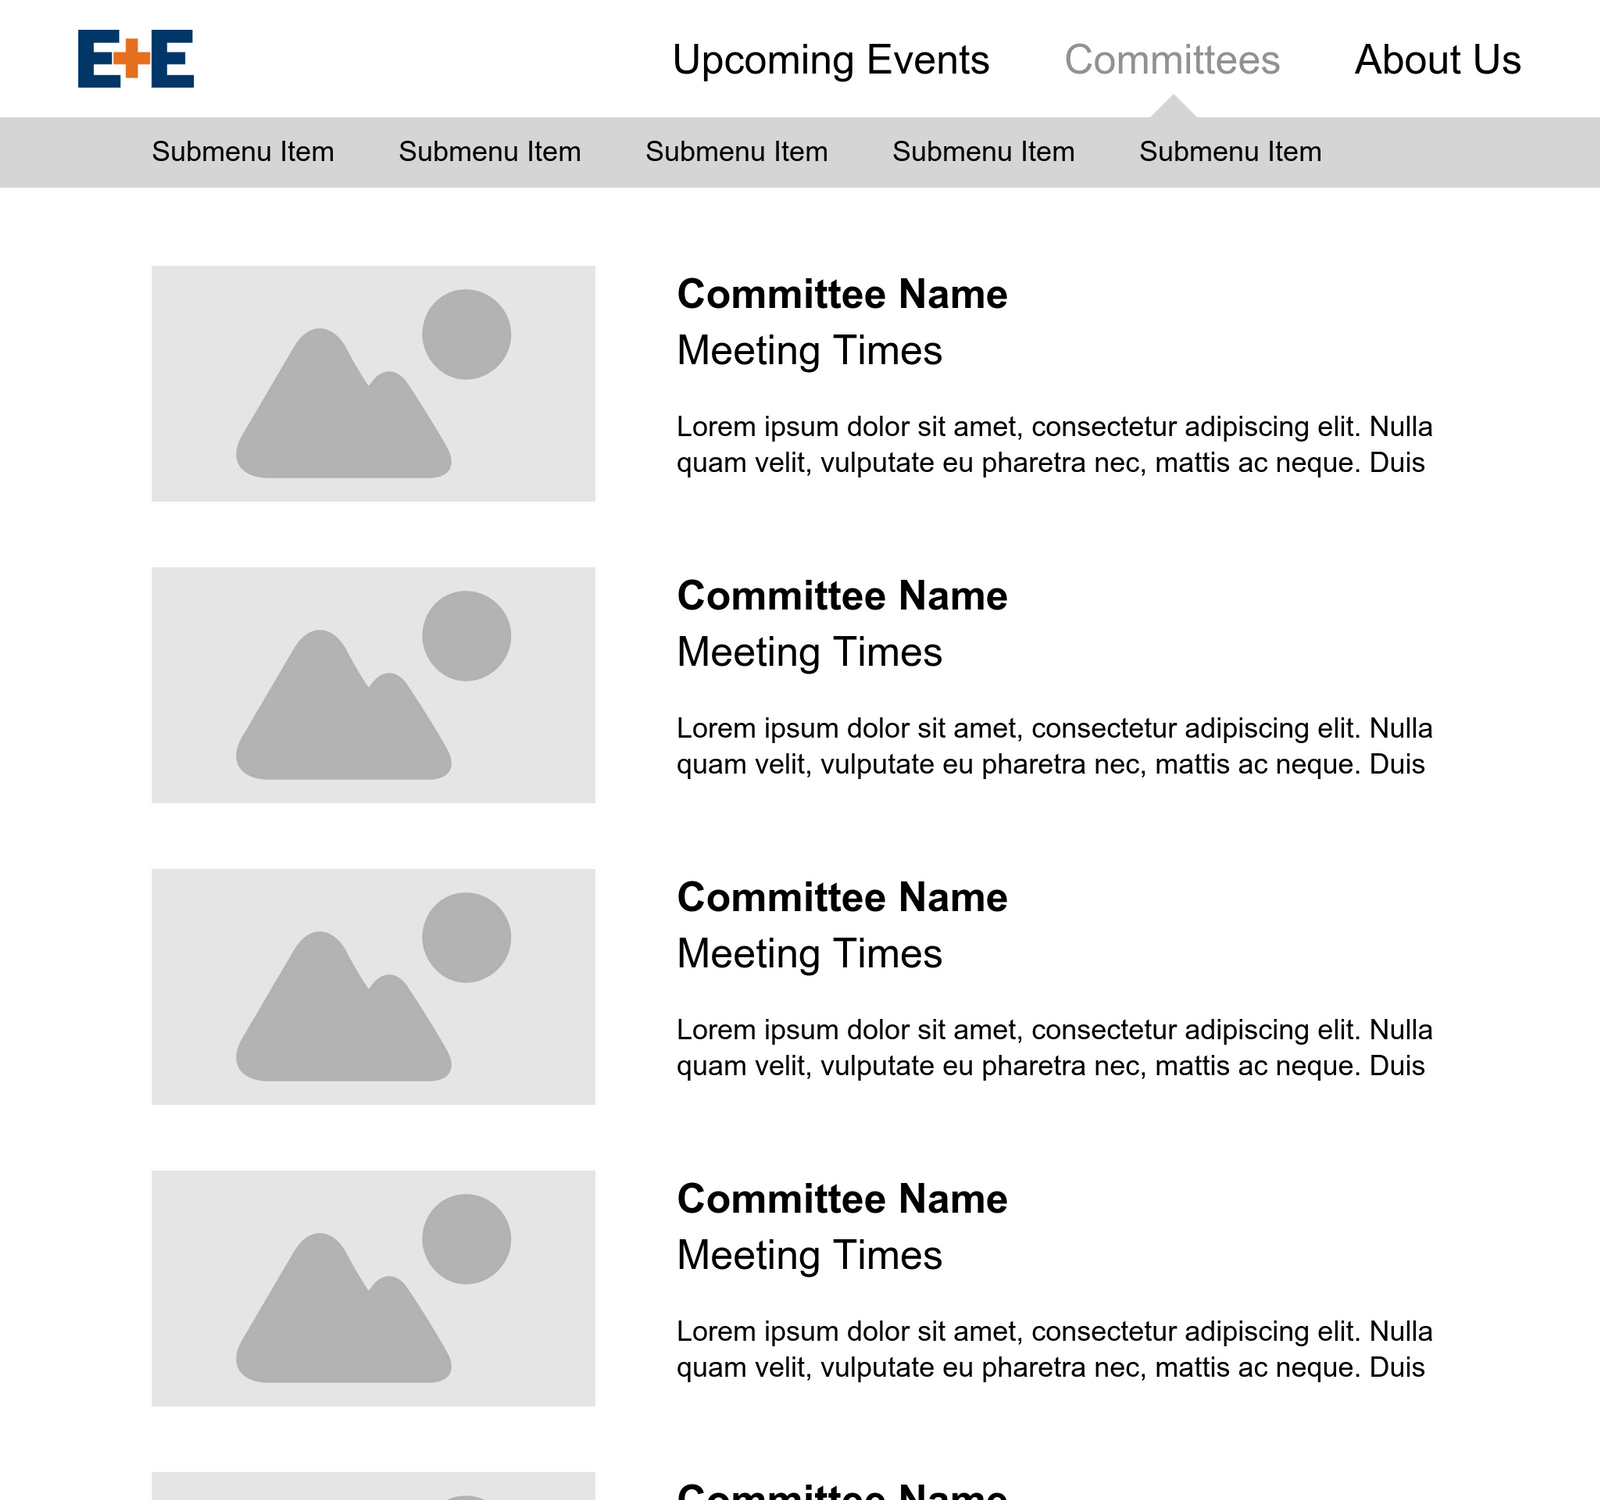 E+E
Upcoming Events Committees About Us
Submenu Item Submenu Item Submenu Item Submenu Item Submenu Item
Committee Name
Meeting Times
Lorem ipsum dolor sit amet, consectetur adipiscing elit. Nulla
quam velit, vulputate eu pharetra nec, mattis ac neque. Duis
Committee Name
Meeting Times
Lorem ipsum dolor sit amet, consectetur adipiscing elit. Nulla
quam velit, vulputate eu pharetra nec, mattis ac neque. Duis
Committee Name
Meeting Times
Lorem ipsum dolor sit amet, consectetur adipiscing elit. Nulla
quam velit, vulputate eu pharetra nec, mattis ac neque. Duis
Committee Name
Meeting Times
Lorem ipsum dolor sit amet, consectetur adipiscing elit. Nulla
quam velit, vulputate eu pharetra nec, mattis ac neque. Duis
Committee Name